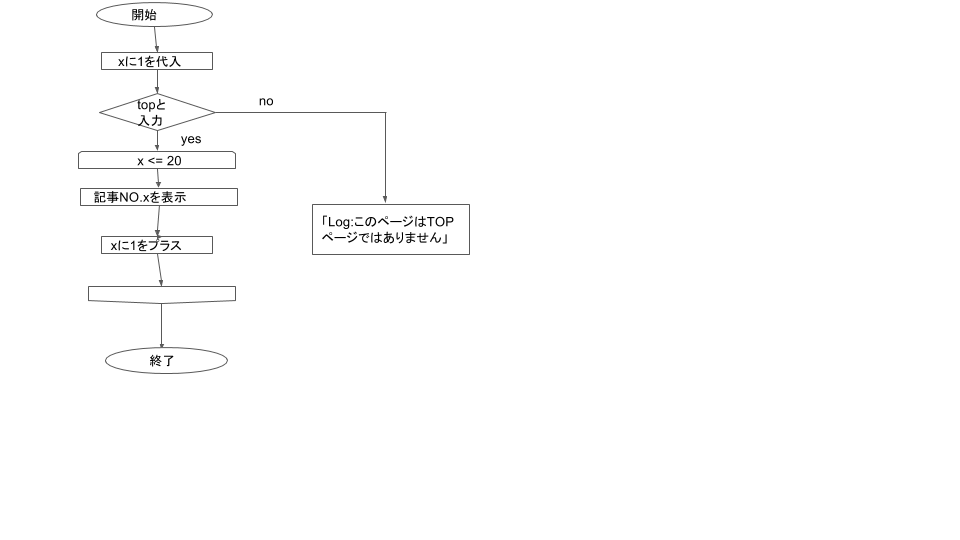 開始
xに1を代入
topと
入力
no
yes
x <= 20
記事NO.xを表示
xに1をプラス
「Log:このページはTOP
ページではありません」
終了